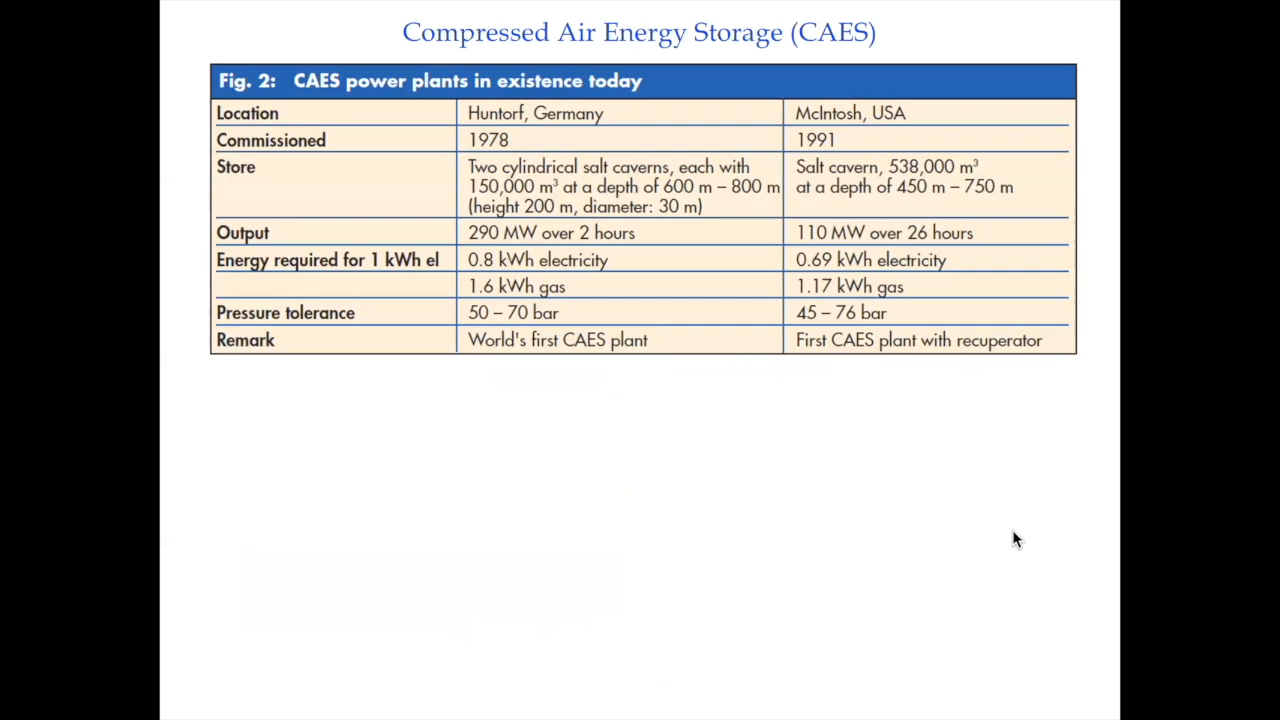 Compressed Air Energy Storage (CAES)
Fig. 2: CAES power plants in existence today
Location Huntorf, Germany McIntosh, USA
Commissioned 1978 1991
Store Two cylindrical salt caverns, each with Salt cavern, 538,000 m³
150,000 m³ at a depth of 600 m – 800 m at a depth of 450 m – 750 m
(height 200 m, diameter: 30 m)
Output 290 MW over 2 hours 110 MW over 26 hours
Energy required for 1 kWh el 0.8 kWh electricity 0.69 kWh electricity
1.6 kWh gas 1.17 kWh gas
Pressure tolerance 50 – 70 bar 45 – 76 bar
Remark World's first CAES plant First CAES plant with recuperator